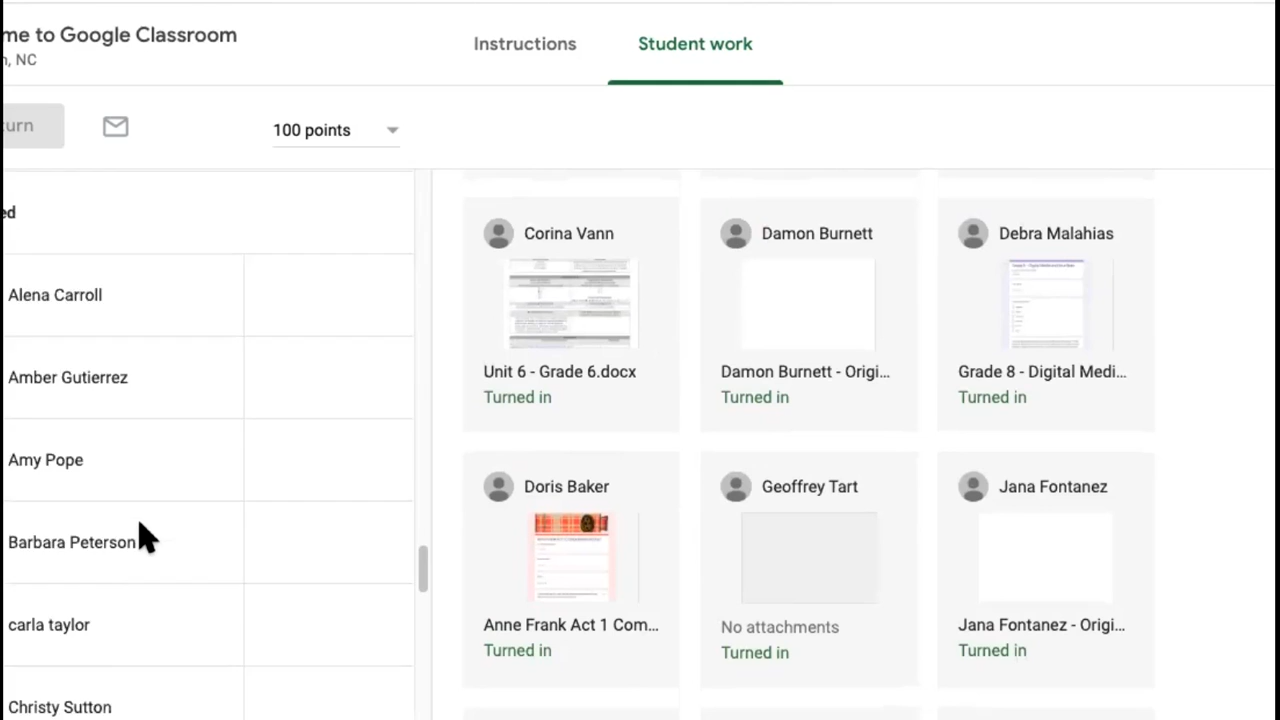 me to Google Classroom
n, NC
Instructions
Student work
urn
100 points
ed
Alena Carroll
Amber Gutierrez
Amy Pope
Barbara Peterson
carla taylor
Christy Sutton
Corina Vann
Unit 6 - Grade 6.docx
Turned in
Damon Burnett
Damon Burnett - Origi...
Turned in
Debra Malahias
Grade 8 - Digital Medi...
Turned in
Doris Baker
Anne Frank Act 1 Com...
Turned in
Geoffrey Tart
No attachments
Turned in
Jana Fontanez
Jana Fontanez - Origi...
Turned in